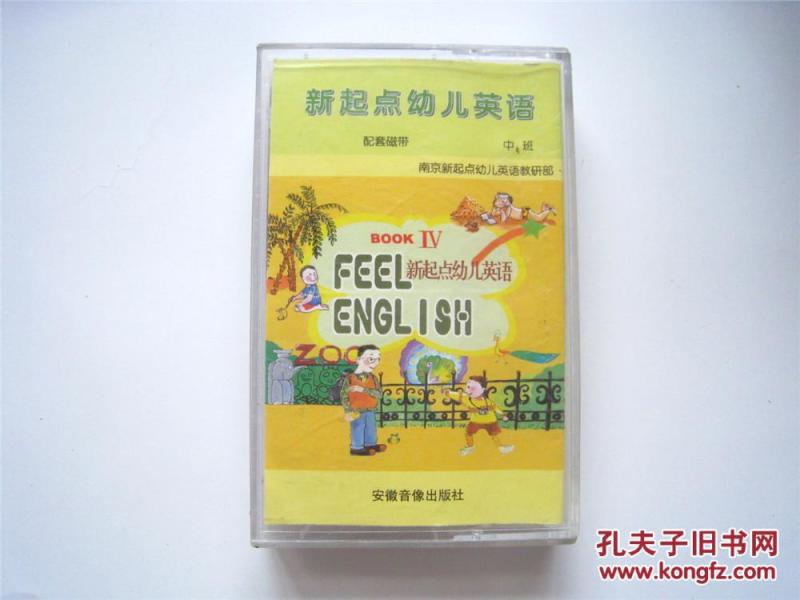 新起点幼儿英语
配套磁带
中 班
南京新起点幼儿英语教研部
BOOK IV
FEEL 新起点幼儿英语
ENGLISH
ZOO
安徽音像出版社
孔夫子旧书网
www.kongfz.com